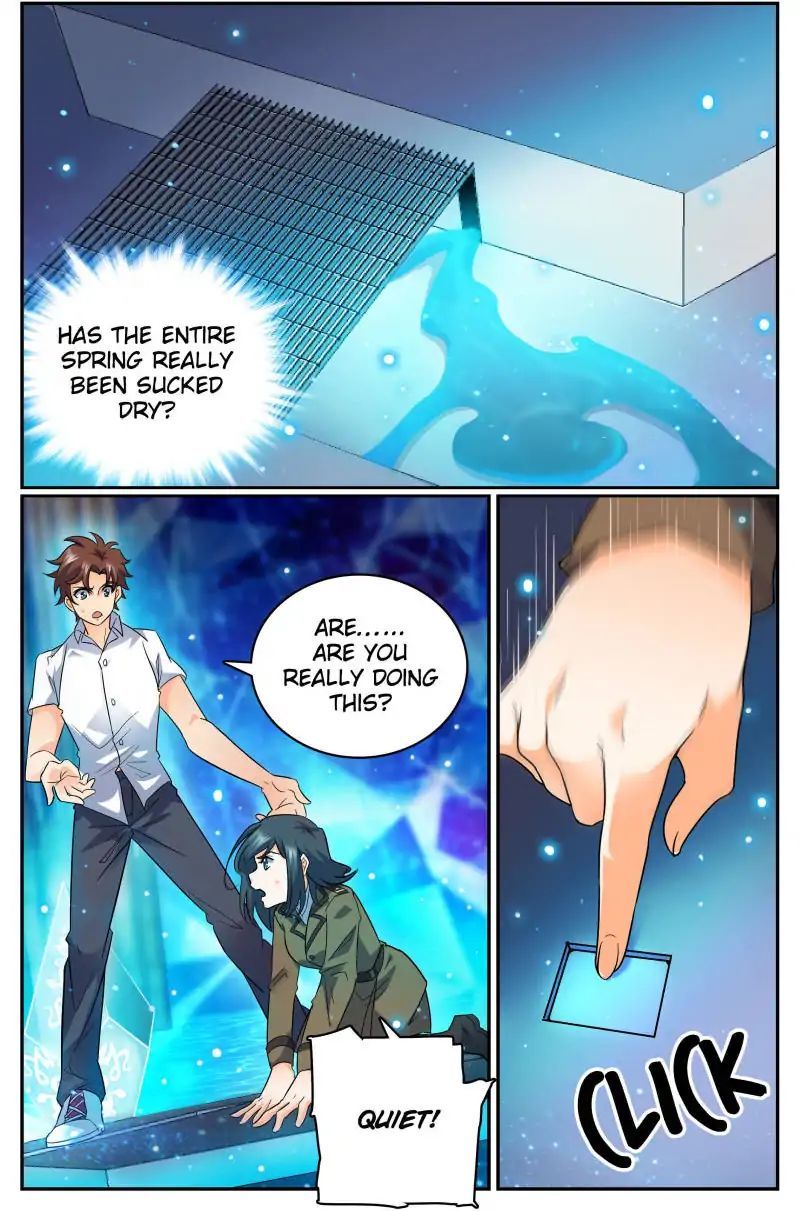 HAS THE ENTIRE
SPRING REALLY
BEEN SUCKED
DRY?
ARE......
ARE YOU
REALLY DOING
THIS?
QUIET!
CLICK